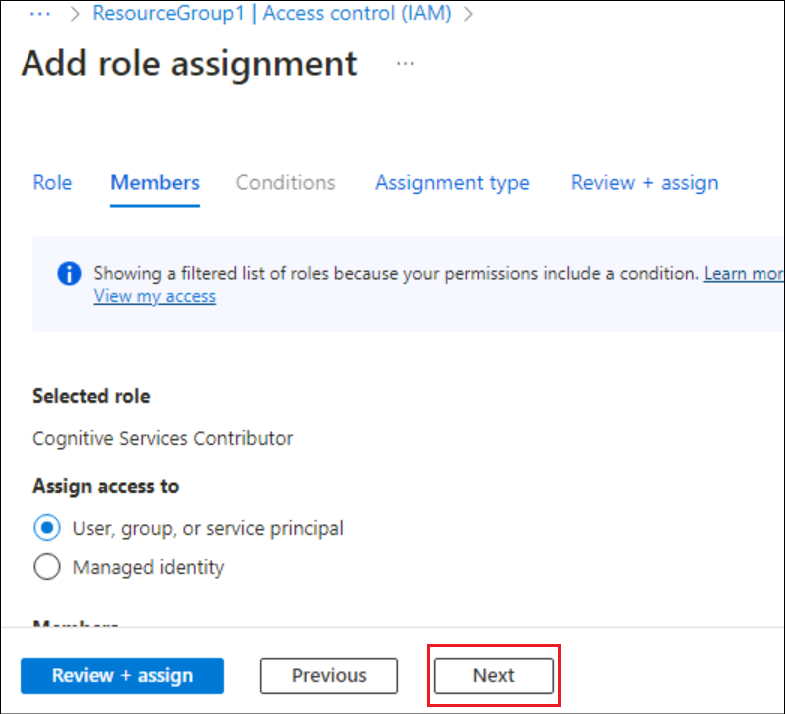 ··· > ResourceGroup1 | Access control (IAM) >
Add role assignment ···
Role Members Conditions Assignment type Review + assign
Showing a filtered list of roles because your permissions include a condition. Learn mor
View my access
Selected role
Cognitive Services Contributor
Assign access to
User, group, or service principal
Managed identity
Members
Review + assign Previous Next